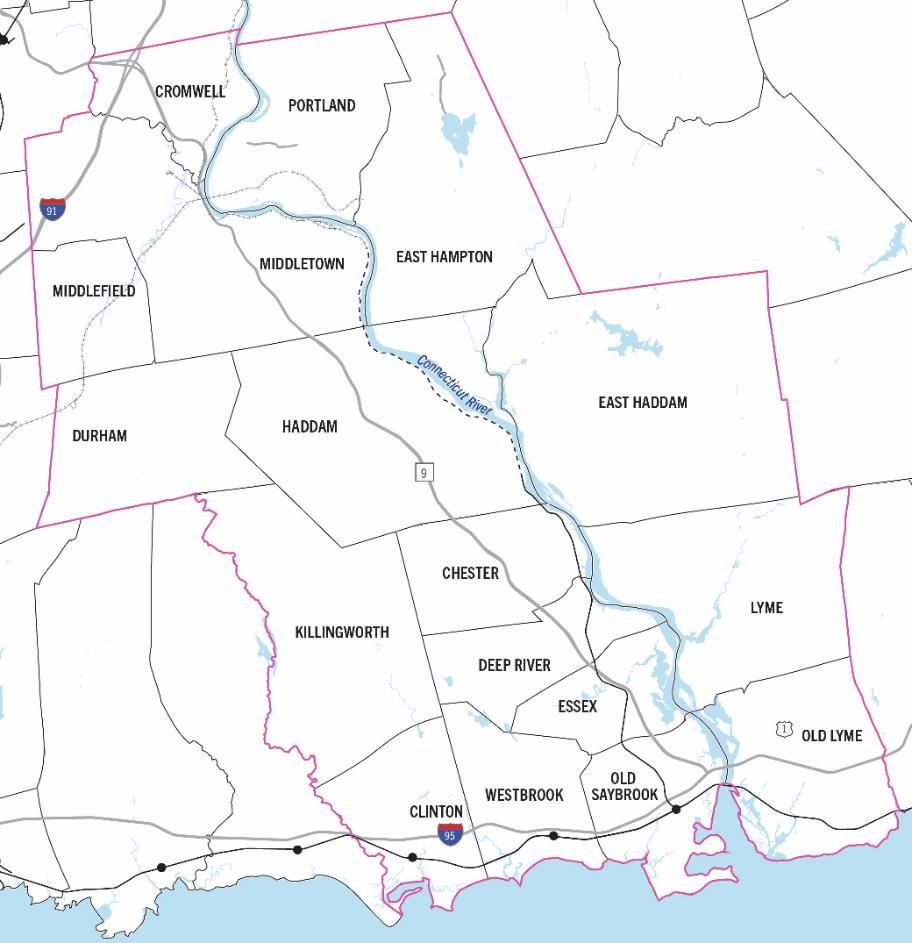 CROMWELL
PORTLAND
91
MIDDLETOWN
EAST HAMPTON
MIDDLEFIELD
Connecticut River
EAST HADDAM
HADDAM
DURHAM
9
CHESTER
LYME
KILLINGWORTH
DEEP RIVER
ESSEX
1
OLD LYME
OLD
SAYBROOK
WESTBROOK
CLINTON
95